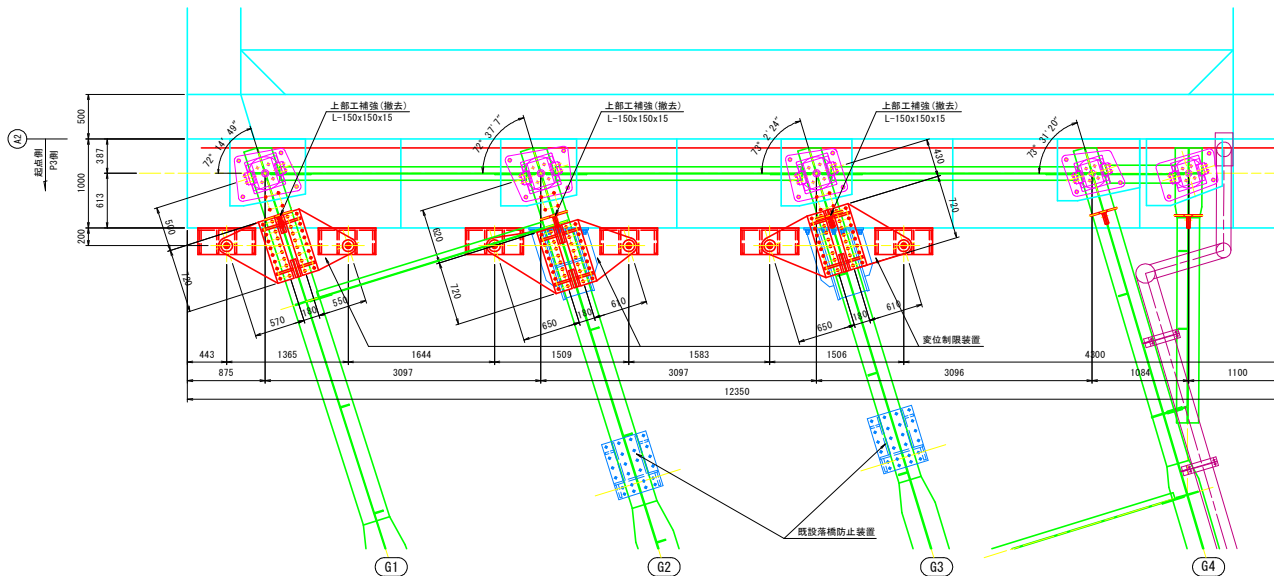 上部工補強(撤去)
L-150x150x15
上部工補強(撤去)
L-150x150x15
上部工補強(撤去)
L-150x150x15
A2
起点側
P3側
500
1000
387
613
200
72° 14' 49"
72° 37' 7"
73° 2' 24"
73° 31' 20"
430
720
500
720
620
720
570
180
550
650
180
610
650
180
610
変位制限装置
443
1365
1644
1509
1583
1506
4300
875
3097
3097
3096
1084
1100
12350
既設落橋防止装置
G1
G2
G3
G4